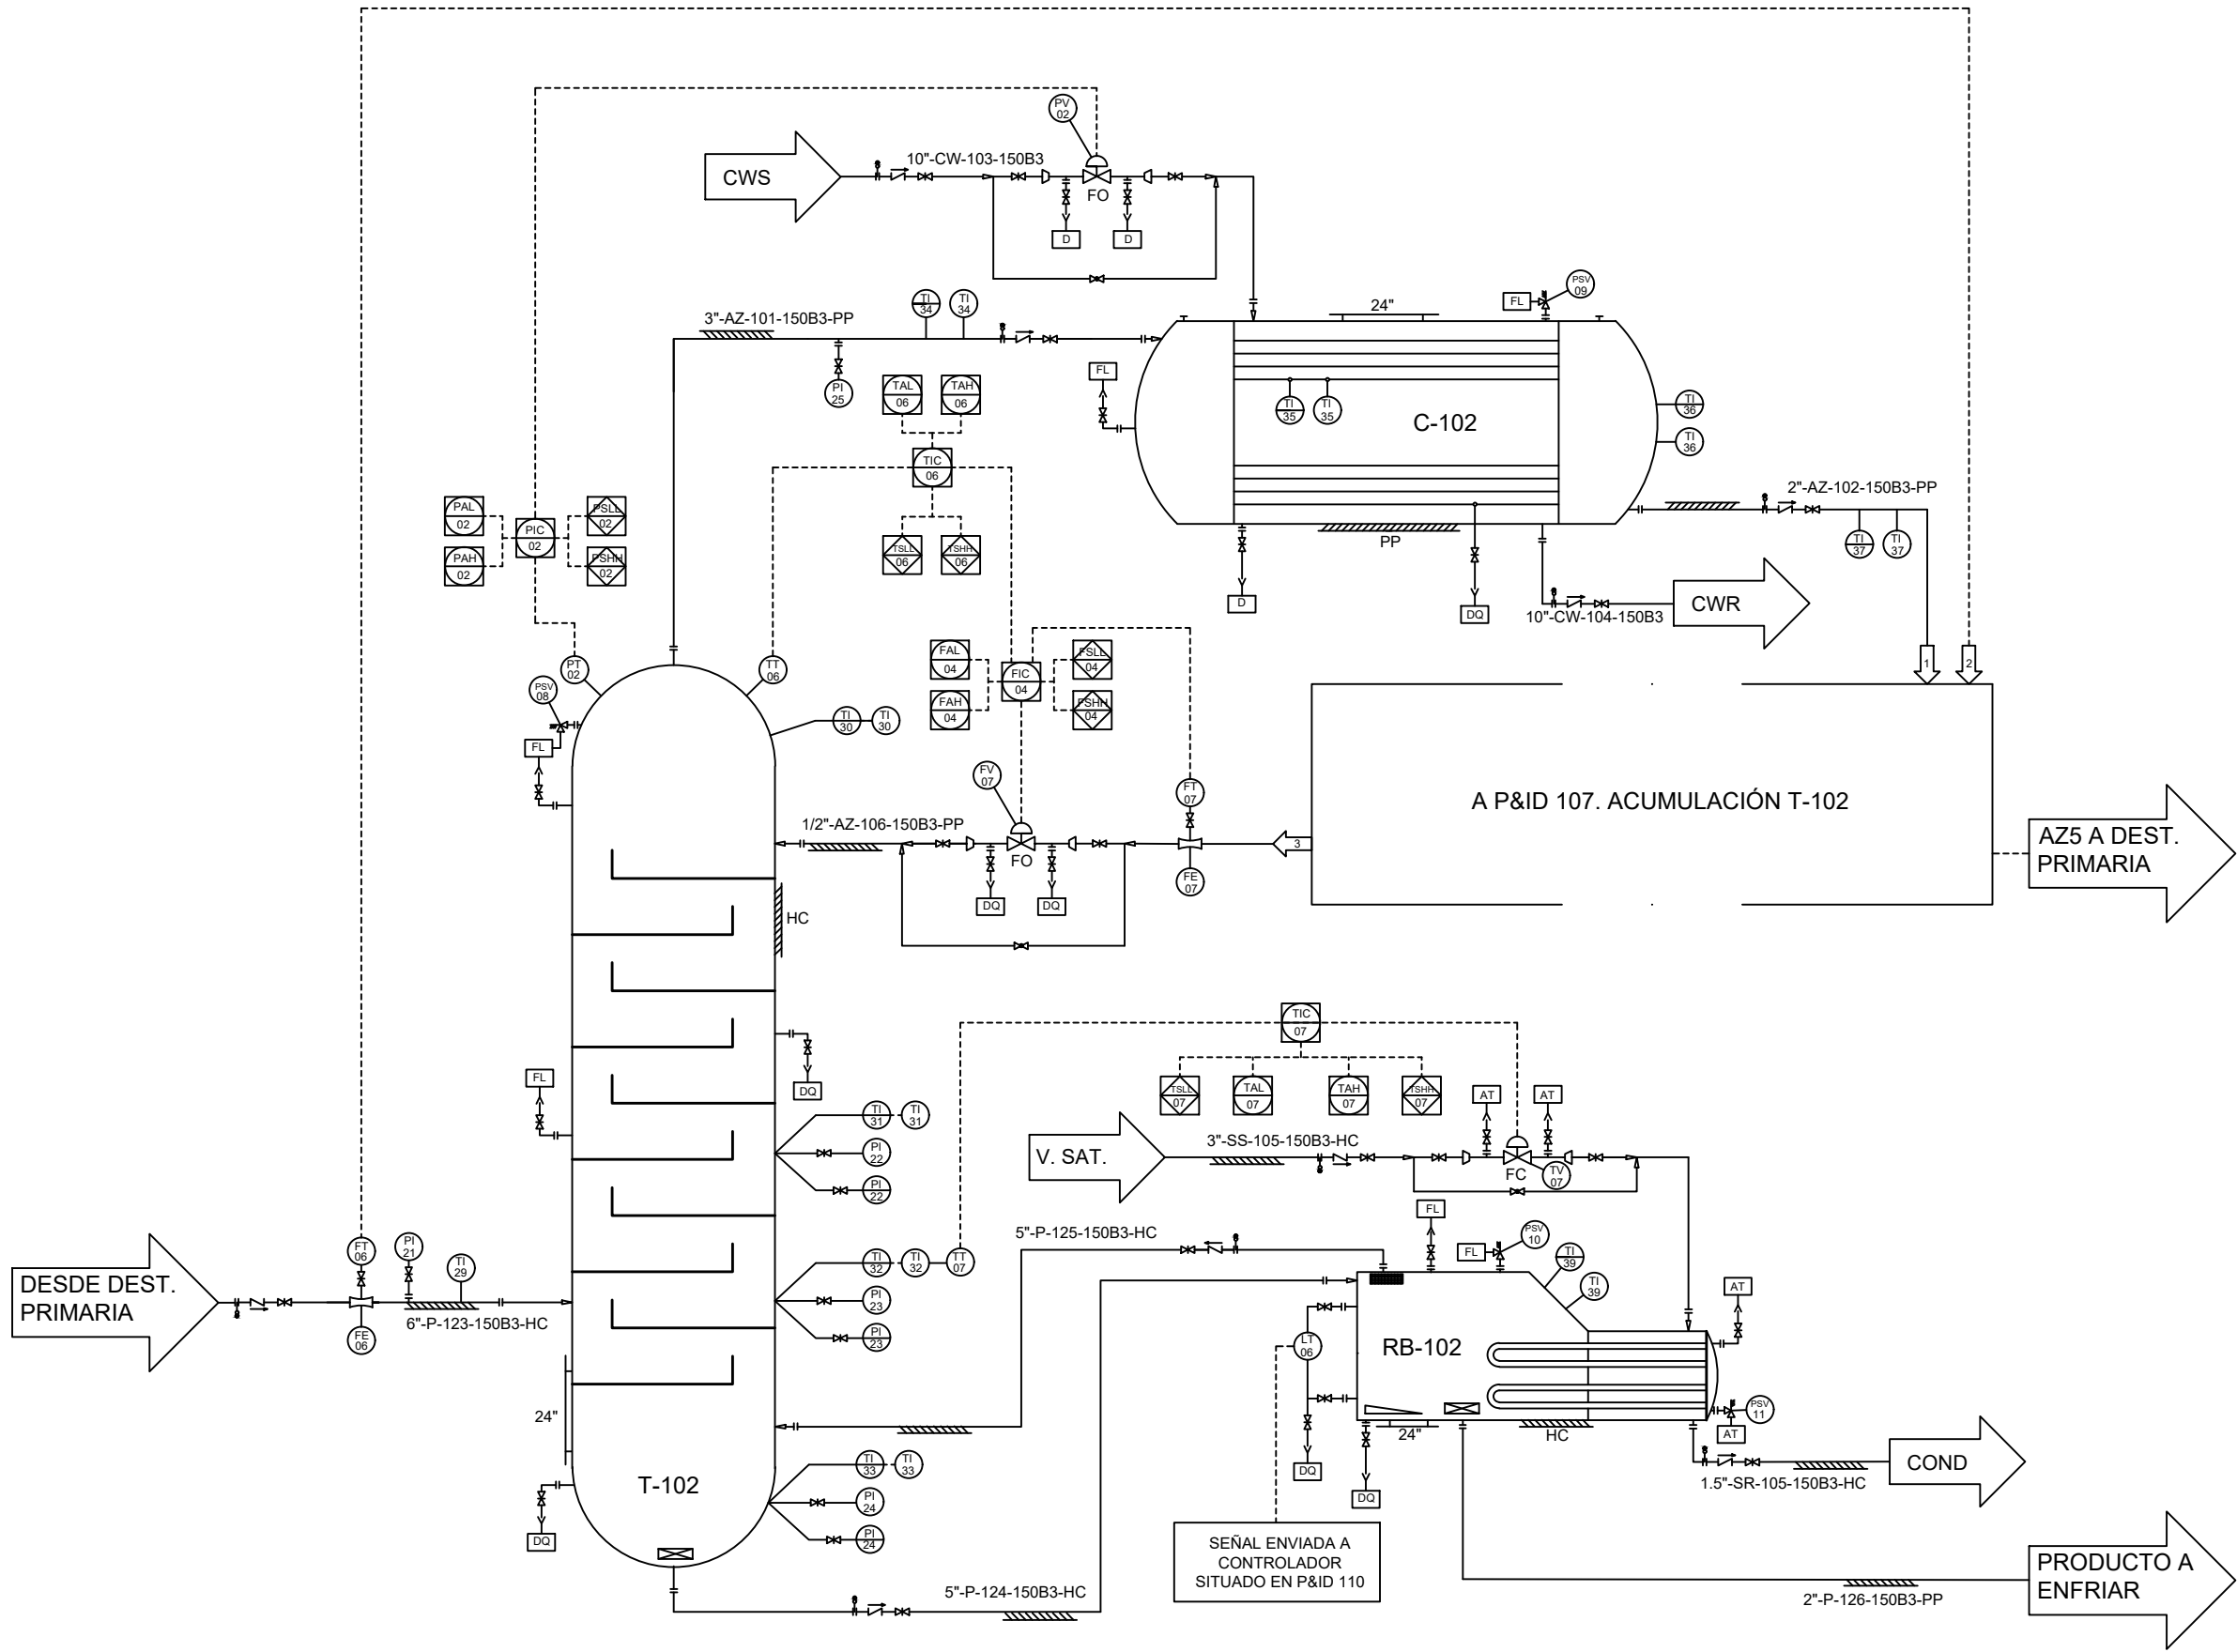 PV
02
CWS
10"-CW-103-150B3
FO
D
D
3"-AZ-101-150B3-PP
TI
34
TI
34
PI
25
24"
FL
PSV
09
FL
TI
35
TI
35
C-102
TI
36
TI
36
TAL
06
TAH
06
TIC
06
TSLL
06
TSHH
06
PAL
02
PAH
02
PIC
02
PSLL
02
PSHH
02
2"-AZ-102-150B3-PP
TI
37
TI
37
PP
D
DQ
10"-CW-104-150B3
CWR
PT
02
TT
06
PSV
08
FL
TI
30
TI
30
FAL
04
FAH
04
FIC
04
FSLL
04
FSHH
04
1
2
FV
07
FT
07
1/2"-AZ-106-150B3-PP
FO
DQ
DQ
FE
07
3
A P&ID 107. ACUMULACIÓN T-102
AZ5 A DEST.
PRIMARIA
HC
TIC
07
TSLL
07
TAL
07
TAH
07
TSHH
07
AT
AT
FL
DQ
TI
31
TI
31
PI
22
PI
22
V. SAT.
3"-SS-105-150B3-HC
FC
TV
07
DESDE DEST.
PRIMARIA
FT
06
PI
21
TI
29
FE
06
6"-P-123-150B3-HC
TI
32
TI
32
TT
07
PI
23
PI
23
5"-P-125-150B3-HC
FL
FL
PSV
10
TI
39
TI
39
AT
LT
06
RB-102
24"
HC
PSV
11
AT
DQ
DQ
24"
T-102
DQ
TI
33
TI
33
PI
24
PI
24
1.5"-SR-105-150B3-HC
COND
SEÑAL ENVIADA A
CONTROLADOR
SITUADO EN P&ID 110
5"-P-124-150B3-HC
2"-P-126-150B3-PP
PRODUCTO A
ENFRIAR